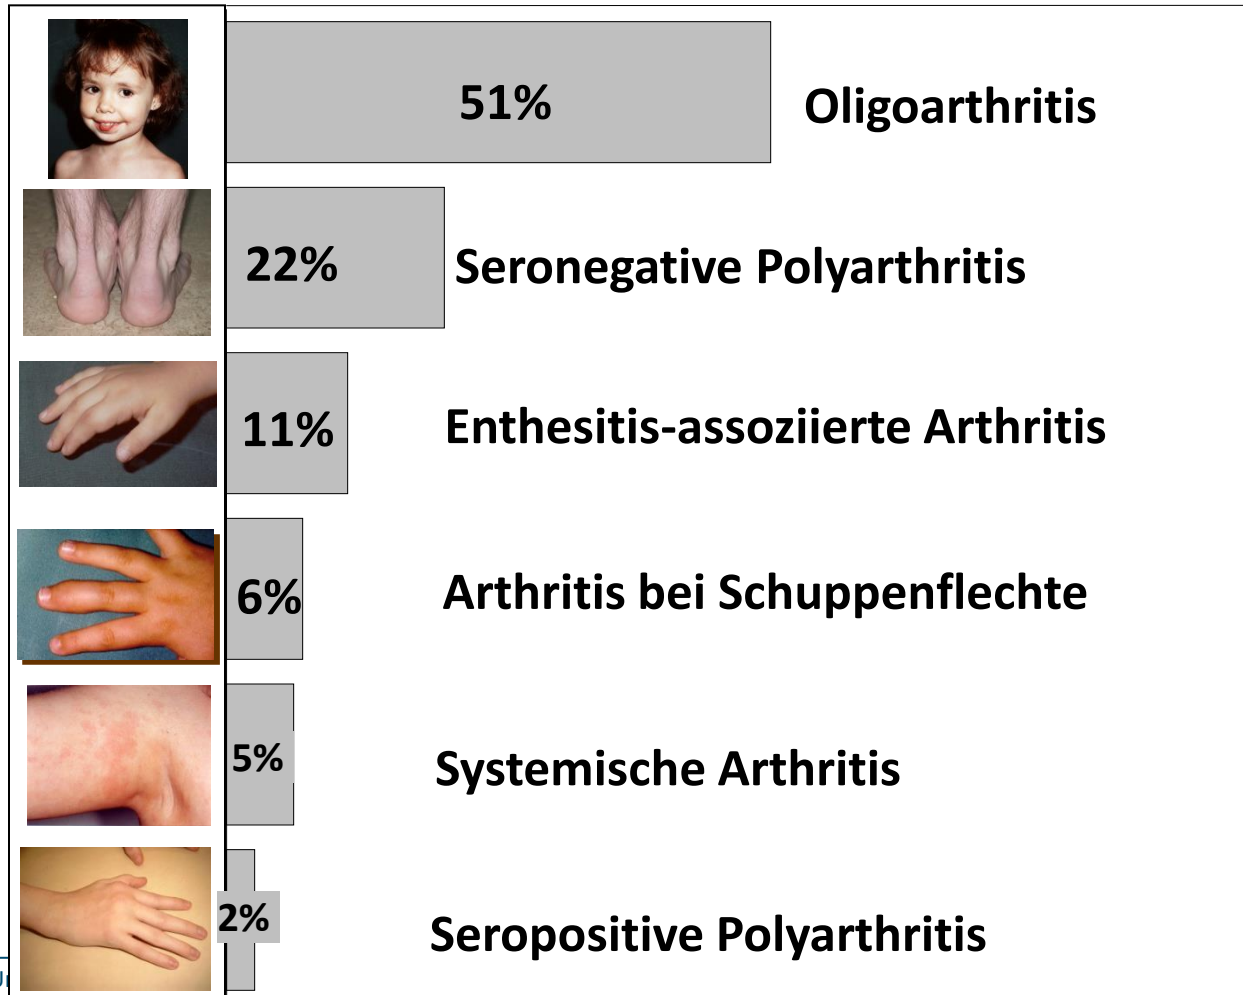 51% Oligoarthritis
22% Seronegative Polyarthritis
11% Enthesitis-assoziierte Arthritis
6% Arthritis bei Schuppenflechte
5% Systemische Arthritis
2% Seropositive Polyarthritis